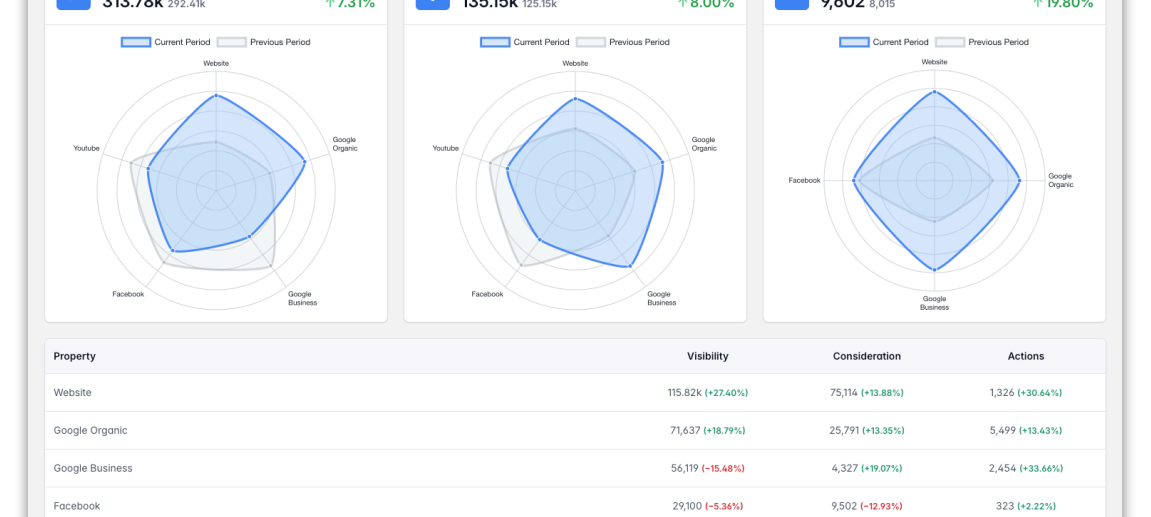 313.78k 292.41k ↑7.31%
135.15k 125.15k ↑8.00%
9,602 8,015 ↑19.80%
Current Period Previous Period
Website
Google
Organic
Google
Business
Facebook
Youtube
Current Period Previous Period
Website
Google
Organic
Google
Business
Facebook
Youtube
Current Period Previous Period
Website
Google
Organic
Google
Business
Facebook
Property Visibility Consideration Actions
Website 115.82k (+27.40%) 75,114 (+13.88%) 1,326 (+30.64%)
Google Organic 71,637 (+18.79%) 25,791 (+13.35%) 5,499 (+13.43%)
Google Business 56,119 (−15.48%) 4,327 (+19.07%) 2,454 (+33.66%)
Facebook 29,100 (−5.36%) 9,502 (−12.93%) 323 (+2.22%)